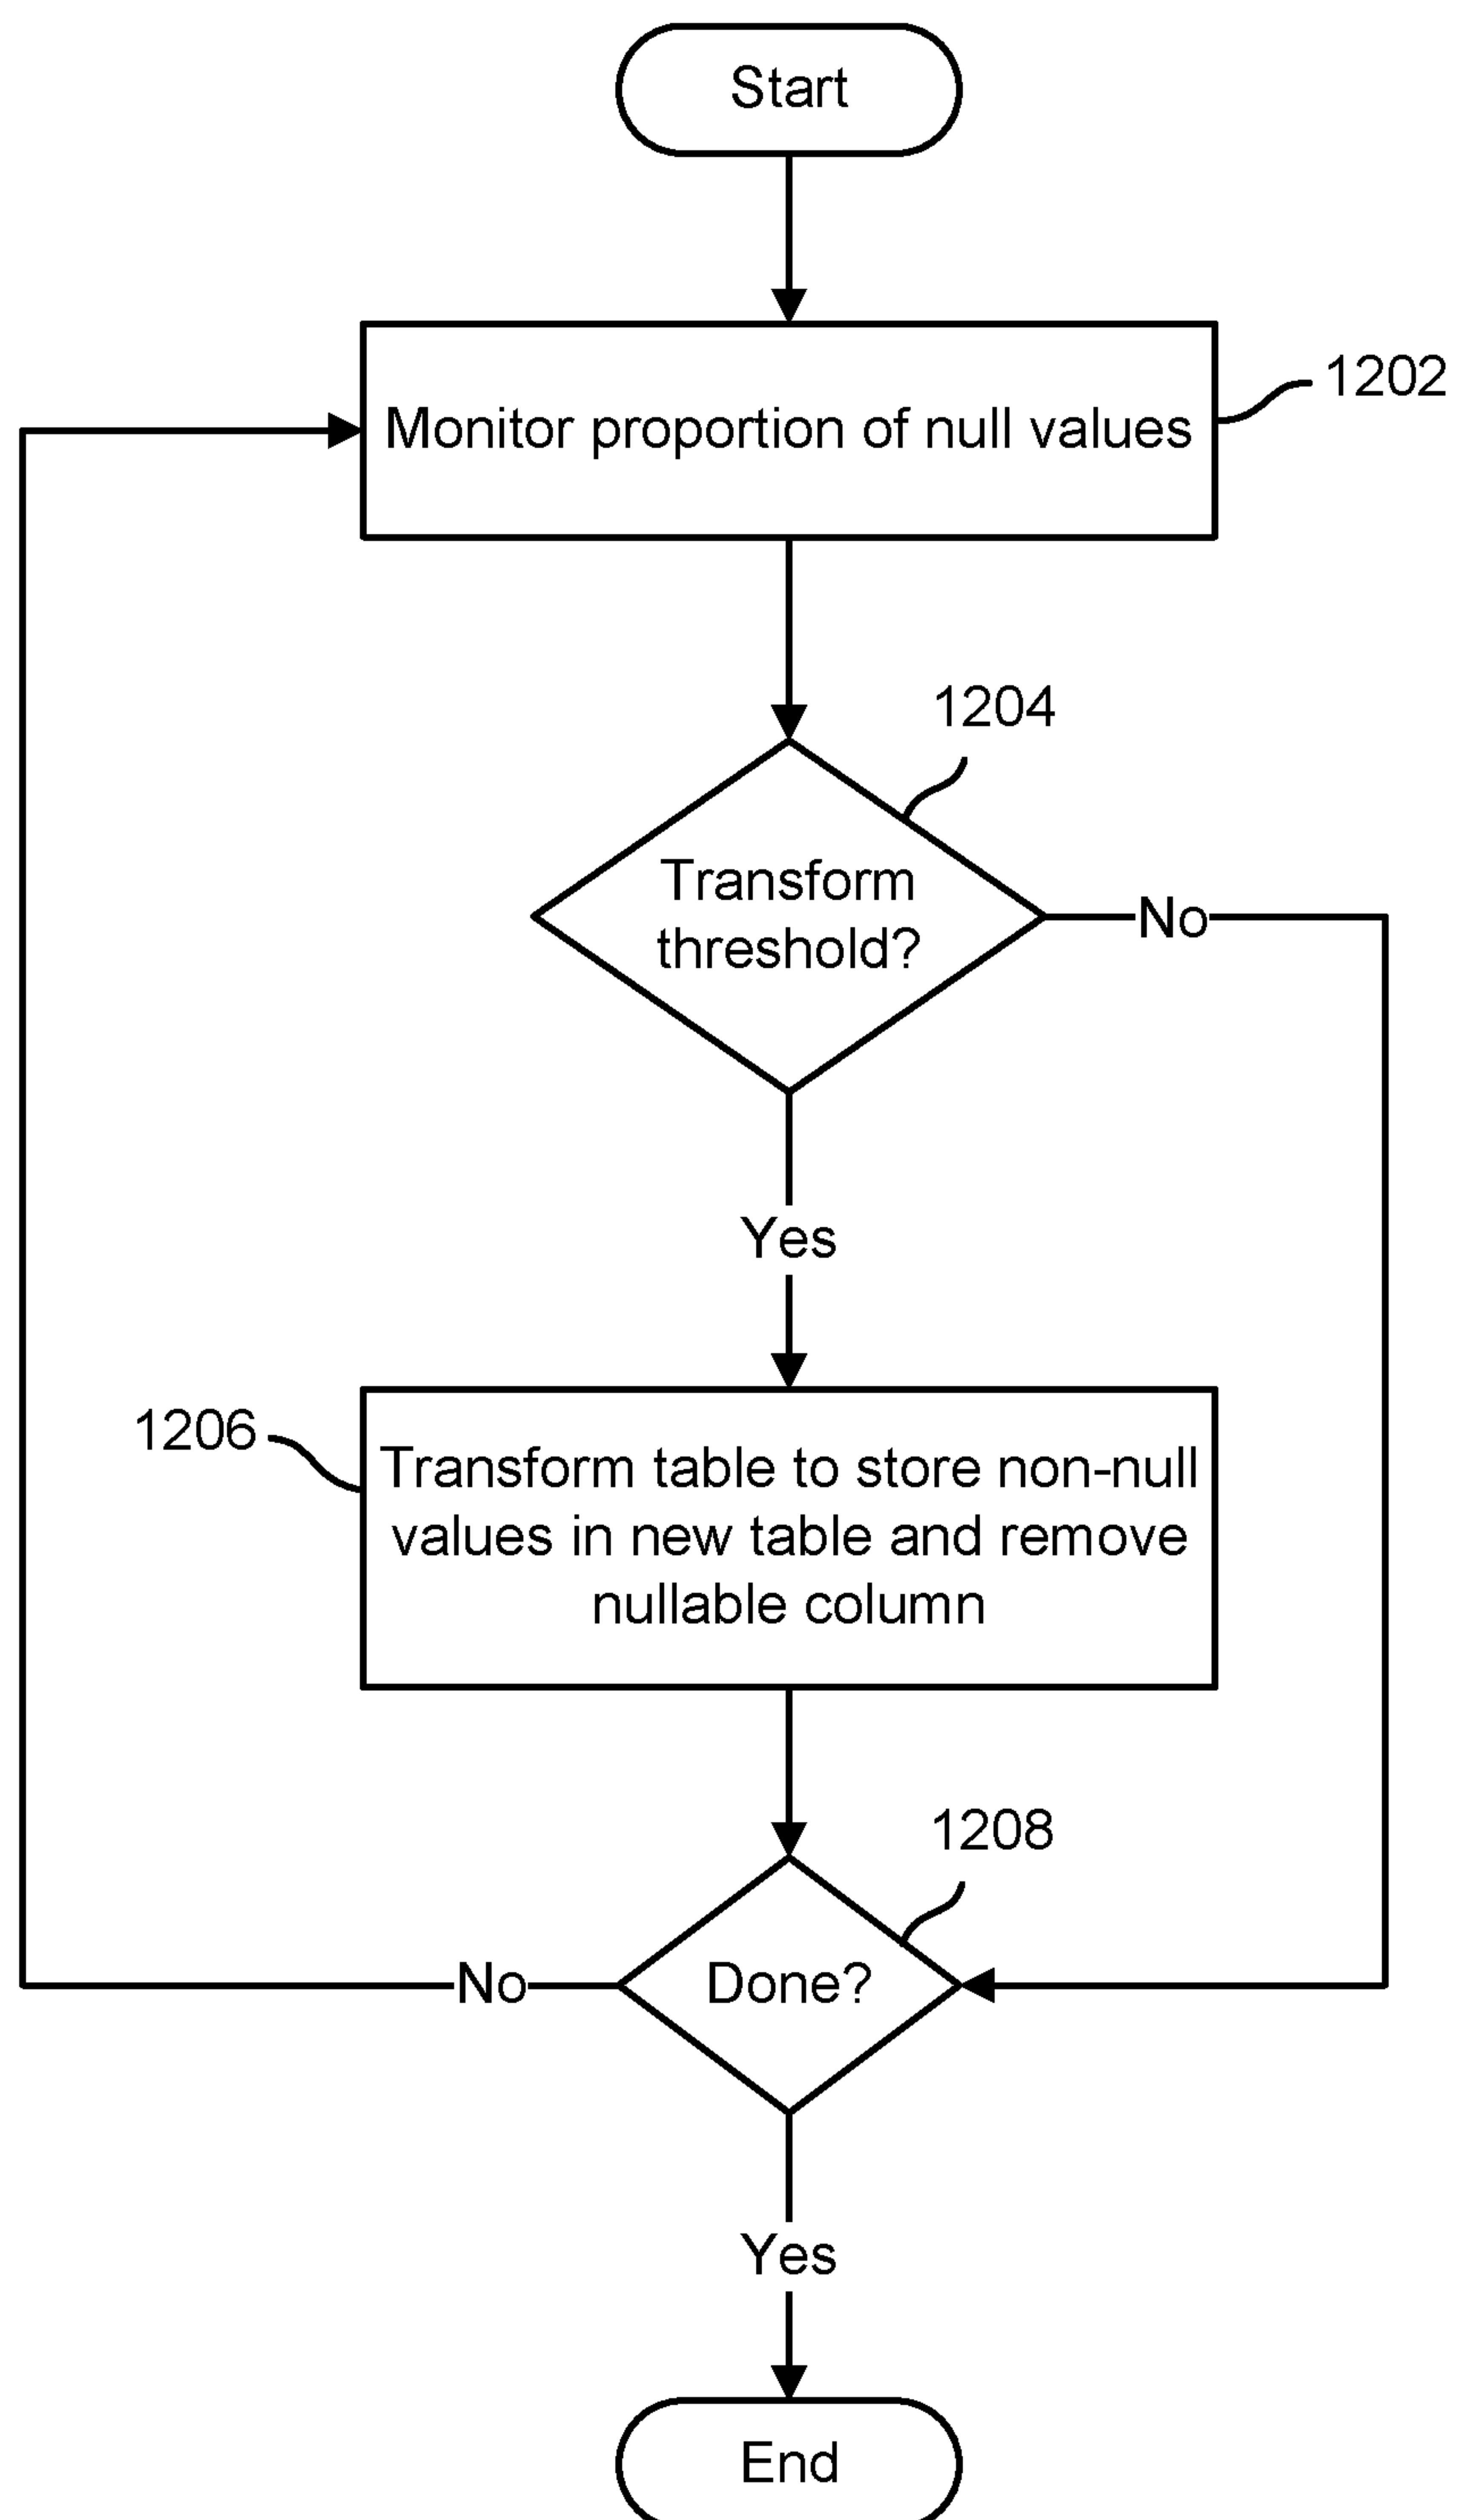 Start
Monitor proportion of null values
1202
1204
Transform
threshold?
No
Yes
1206
Transform table to store non-null
values in new table and remove
nullable column
1208
Done?
No
Yes
End